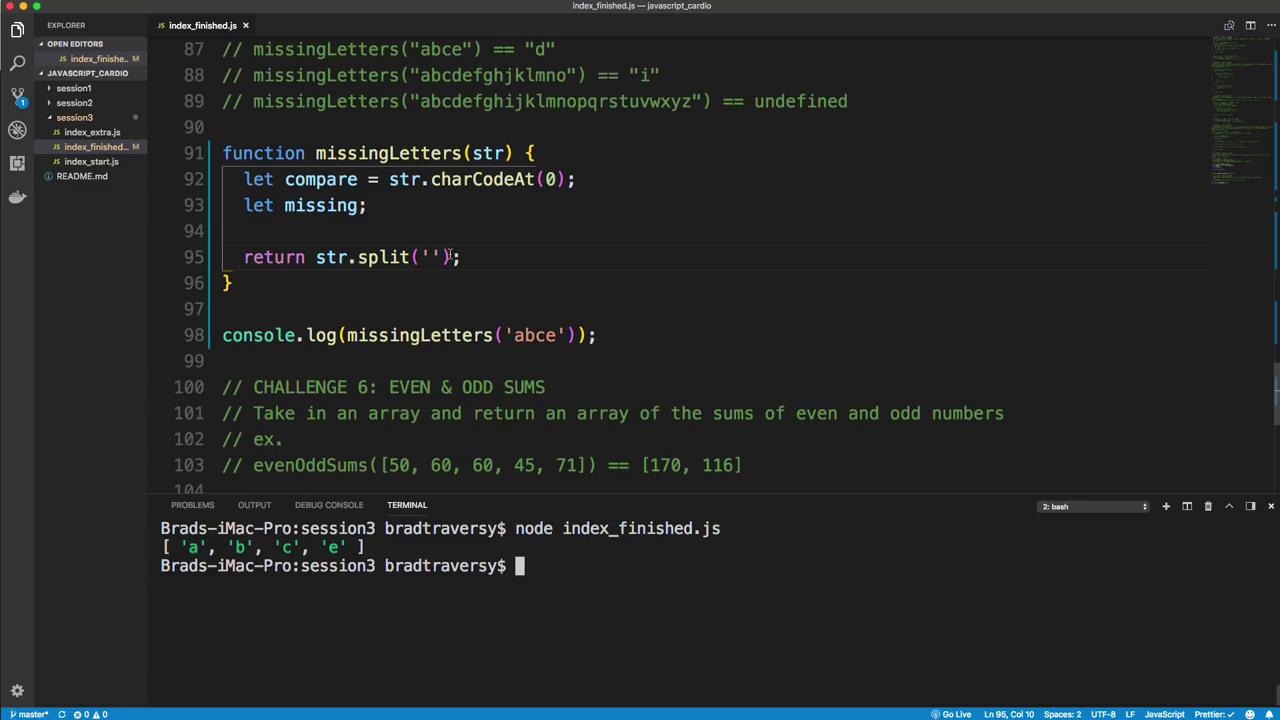 index_finished.js — javascript_cardio
EXPLORER
index_finished.js ×
OPEN EDITORS
index_finishe... M
JAVASCRIPT_CARDIO
session1
session2
session3
JS index_extra.js
JS index_finished... M
JS index_start.js
README.md
1
87 // missingLetters("abce") == "d"
88 // missingLetters("abcdefghjklmno") == "i"
89 // missingLetters("abcdefghijklmnopqrstuvwxyz") == undefined
90
91 function missingLetters(str) {
92 let compare = str.charCodeAt(0);
93 let missing;
94
95 return str.split('');
96 }
97
98 console.log(missingLetters('abce'));
99
100 // CHALLENGE 6: EVEN & ODD SUMS
101 // Take in an array and return an array of the sums of even and odd numbers
102 // ex.
103 // evenOddSums([50, 60, 60, 45, 71]) == [170, 116]
104
PROBLEMS OUTPUT DEBUG CONSOLE TERMINAL 2: bash
Brads-iMac-Pro:session3 bradtraversy$ node index_finished.js
[ 'a', 'b', 'c', 'e' ]
Brads-iMac-Pro:session3 bradtraversy$
master* 0 0 Go Live Ln 95, Col 10 Spaces: 2 UTF-8 LF JavaScript Prettier: ✓